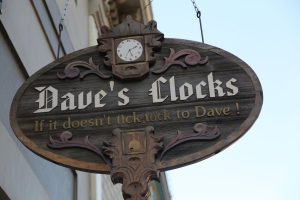 Dave's Clocks
If it doesn't tick,tock to Dave !